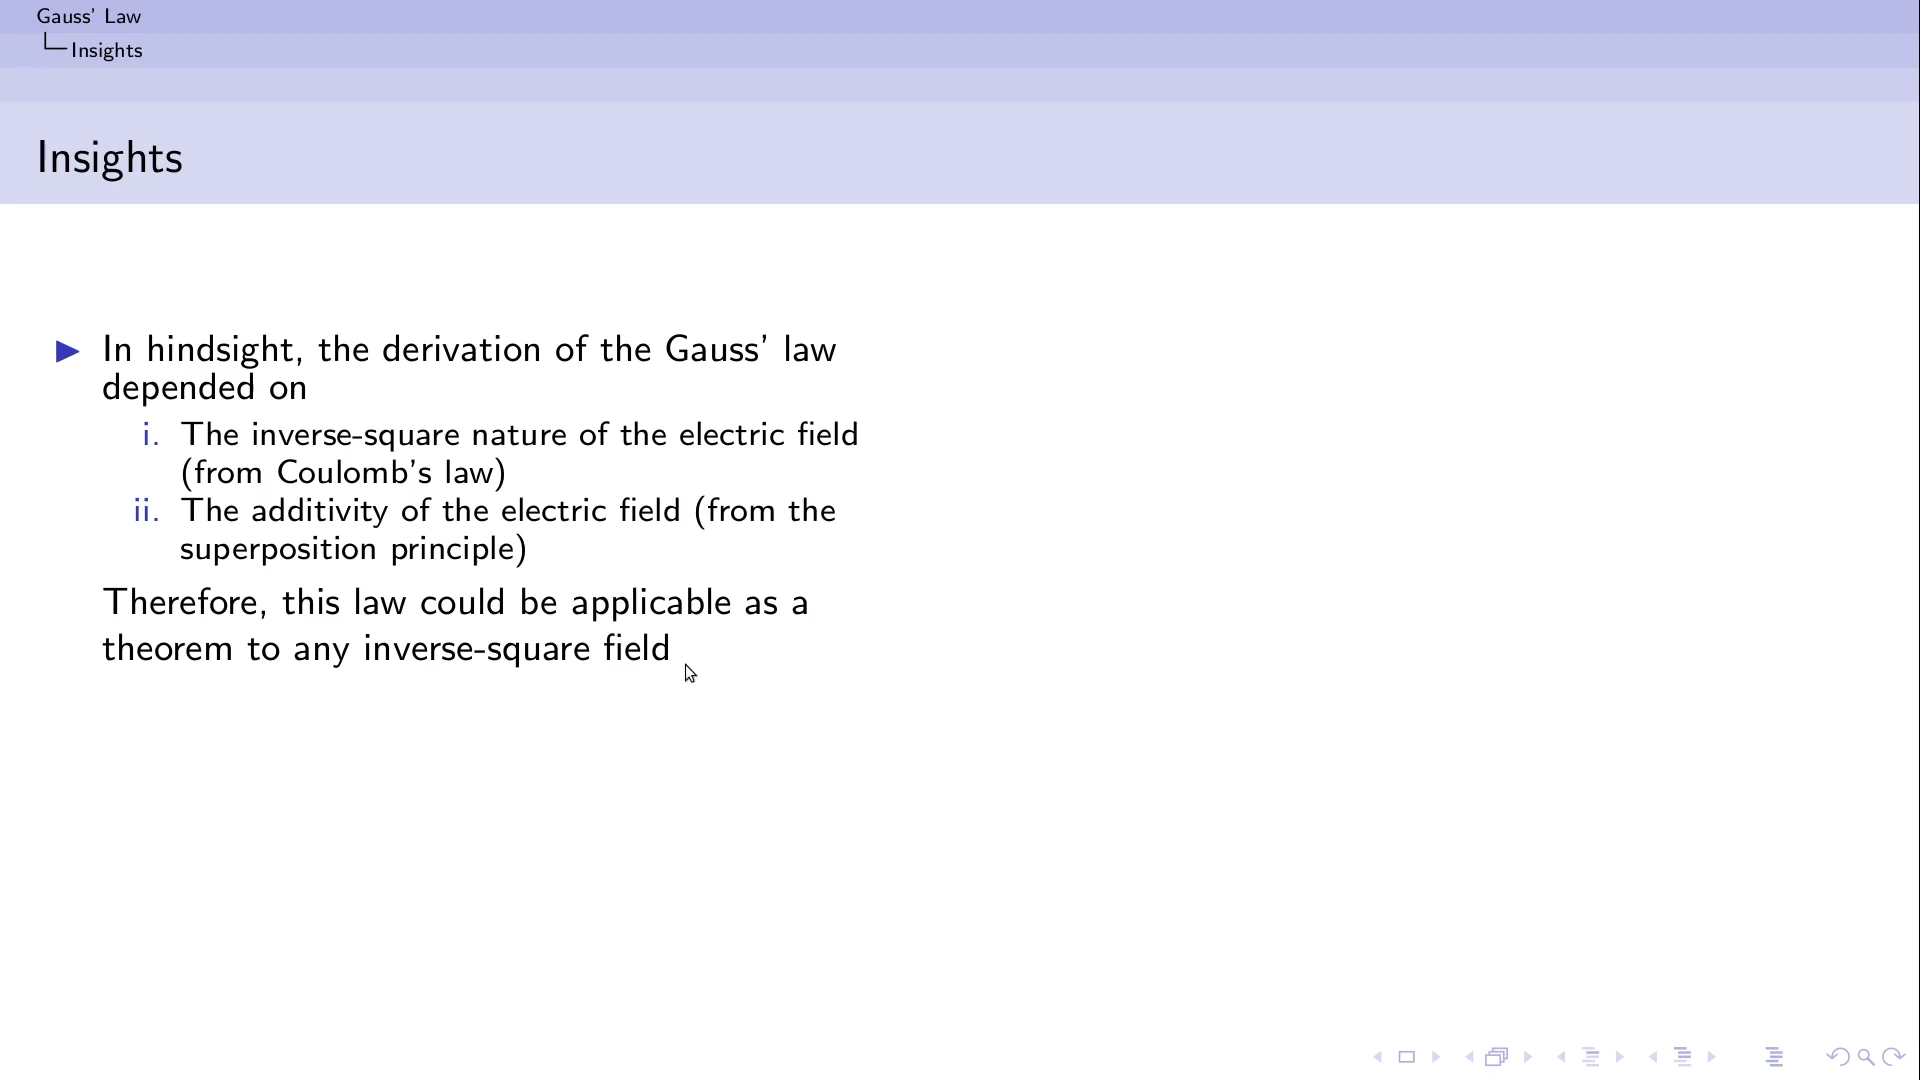 Gauss' Law
Insights
Insights
In hindsight, the derivation of the Gauss' law
depended on
i. The inverse-square nature of the electric field
(from Coulomb's law)
ii. The additivity of the electric field (from the
superposition principle)
Therefore, this law could be applicable as a
theorem to any inverse-square field